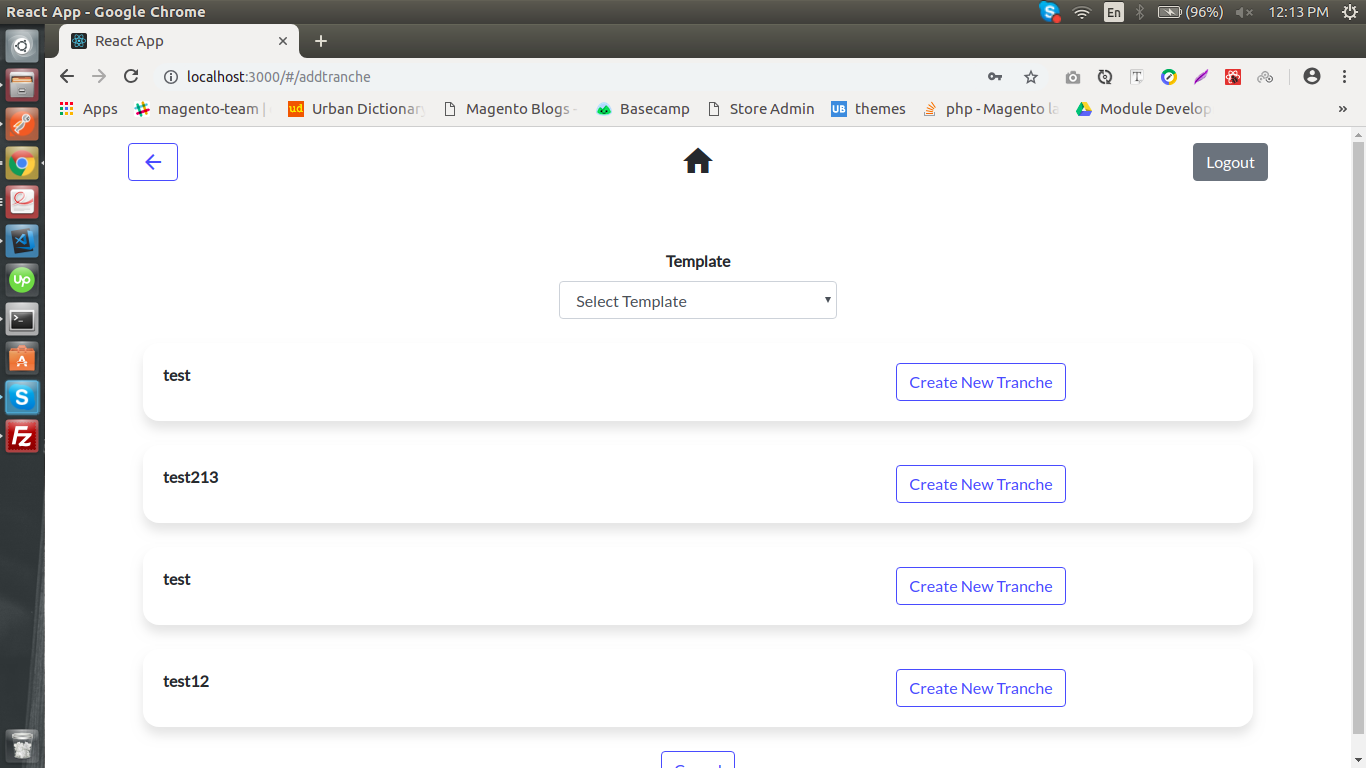 React App - Google Chrome
En
(96%)
12:13 PM
React App
localhost:3000/#/addtranche
Apps
magento-team |
ud Urban Dictionary
Magento Blogs -
Basecamp
Store Admin
UB themes
php - Magento la
Module Develop
»
Logout
Template
Select Template
test
Create New Tranche
test213
Create New Tranche
test
Create New Tranche
test12
Create New Tranche
Up
S
Fz